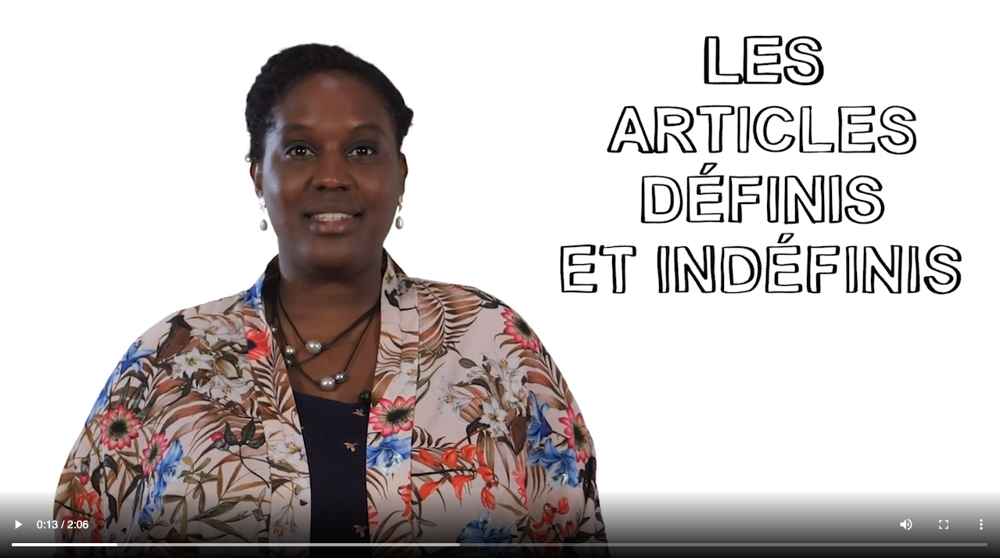 LES
ARTICLES
DÉFINIS
ET INDÉFINIS
0:13 / 2:06